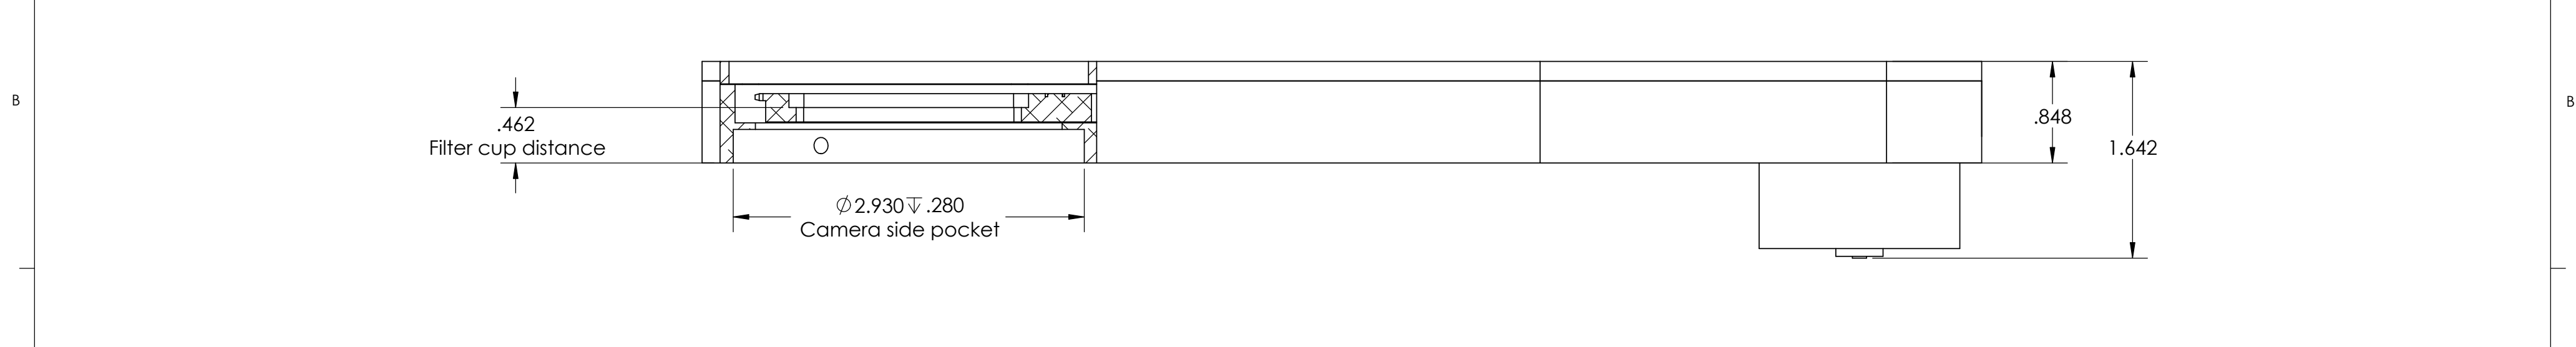 B
.462
Filter cup distance
⌀2.930↧.280
Camera side pocket
.848
1.642
B